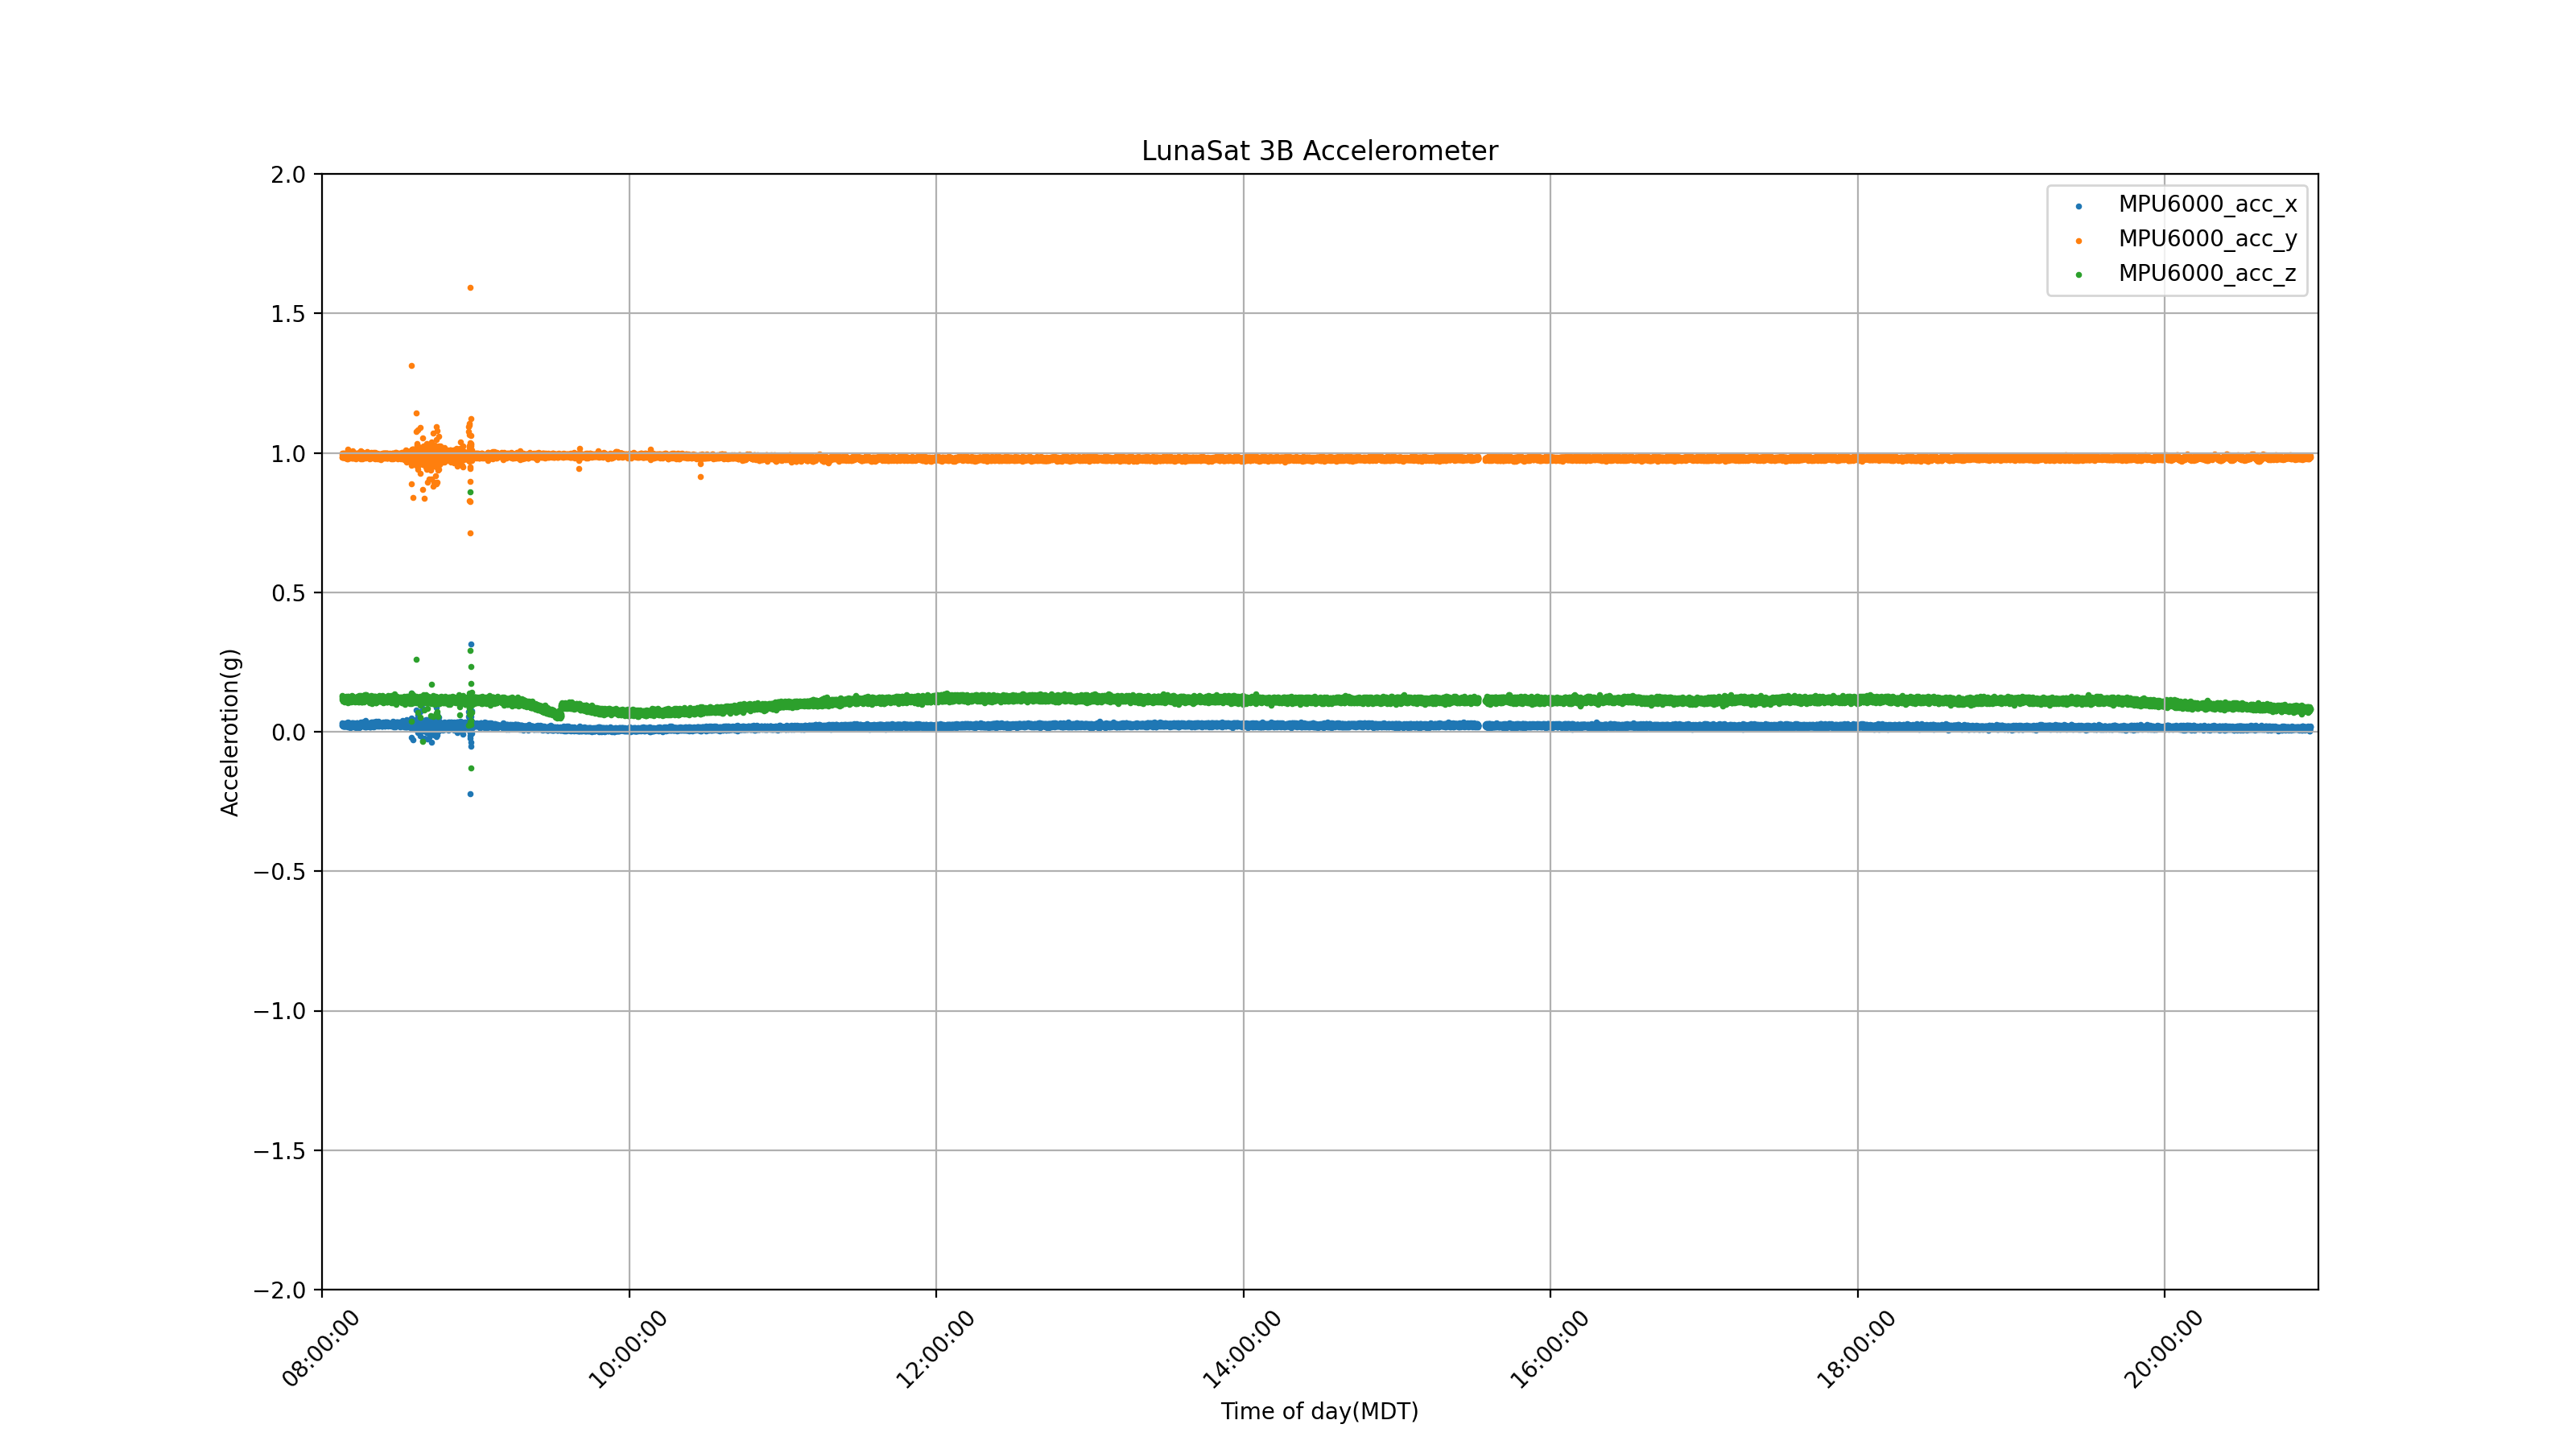 LunaSat 3B Accelerometer
2.0
1.5
1.0
0.5
0.0
−0.5
−1.0
−1.5
−2.0
Accelerotion(g)
MPU6000_acc_x
MPU6000_acc_y
MPU6000_acc_z
08:00:00
10:00:00
12:00:00
14:00:00
16:00:00
18:00:00
20:00:00
Time of day(MDT)